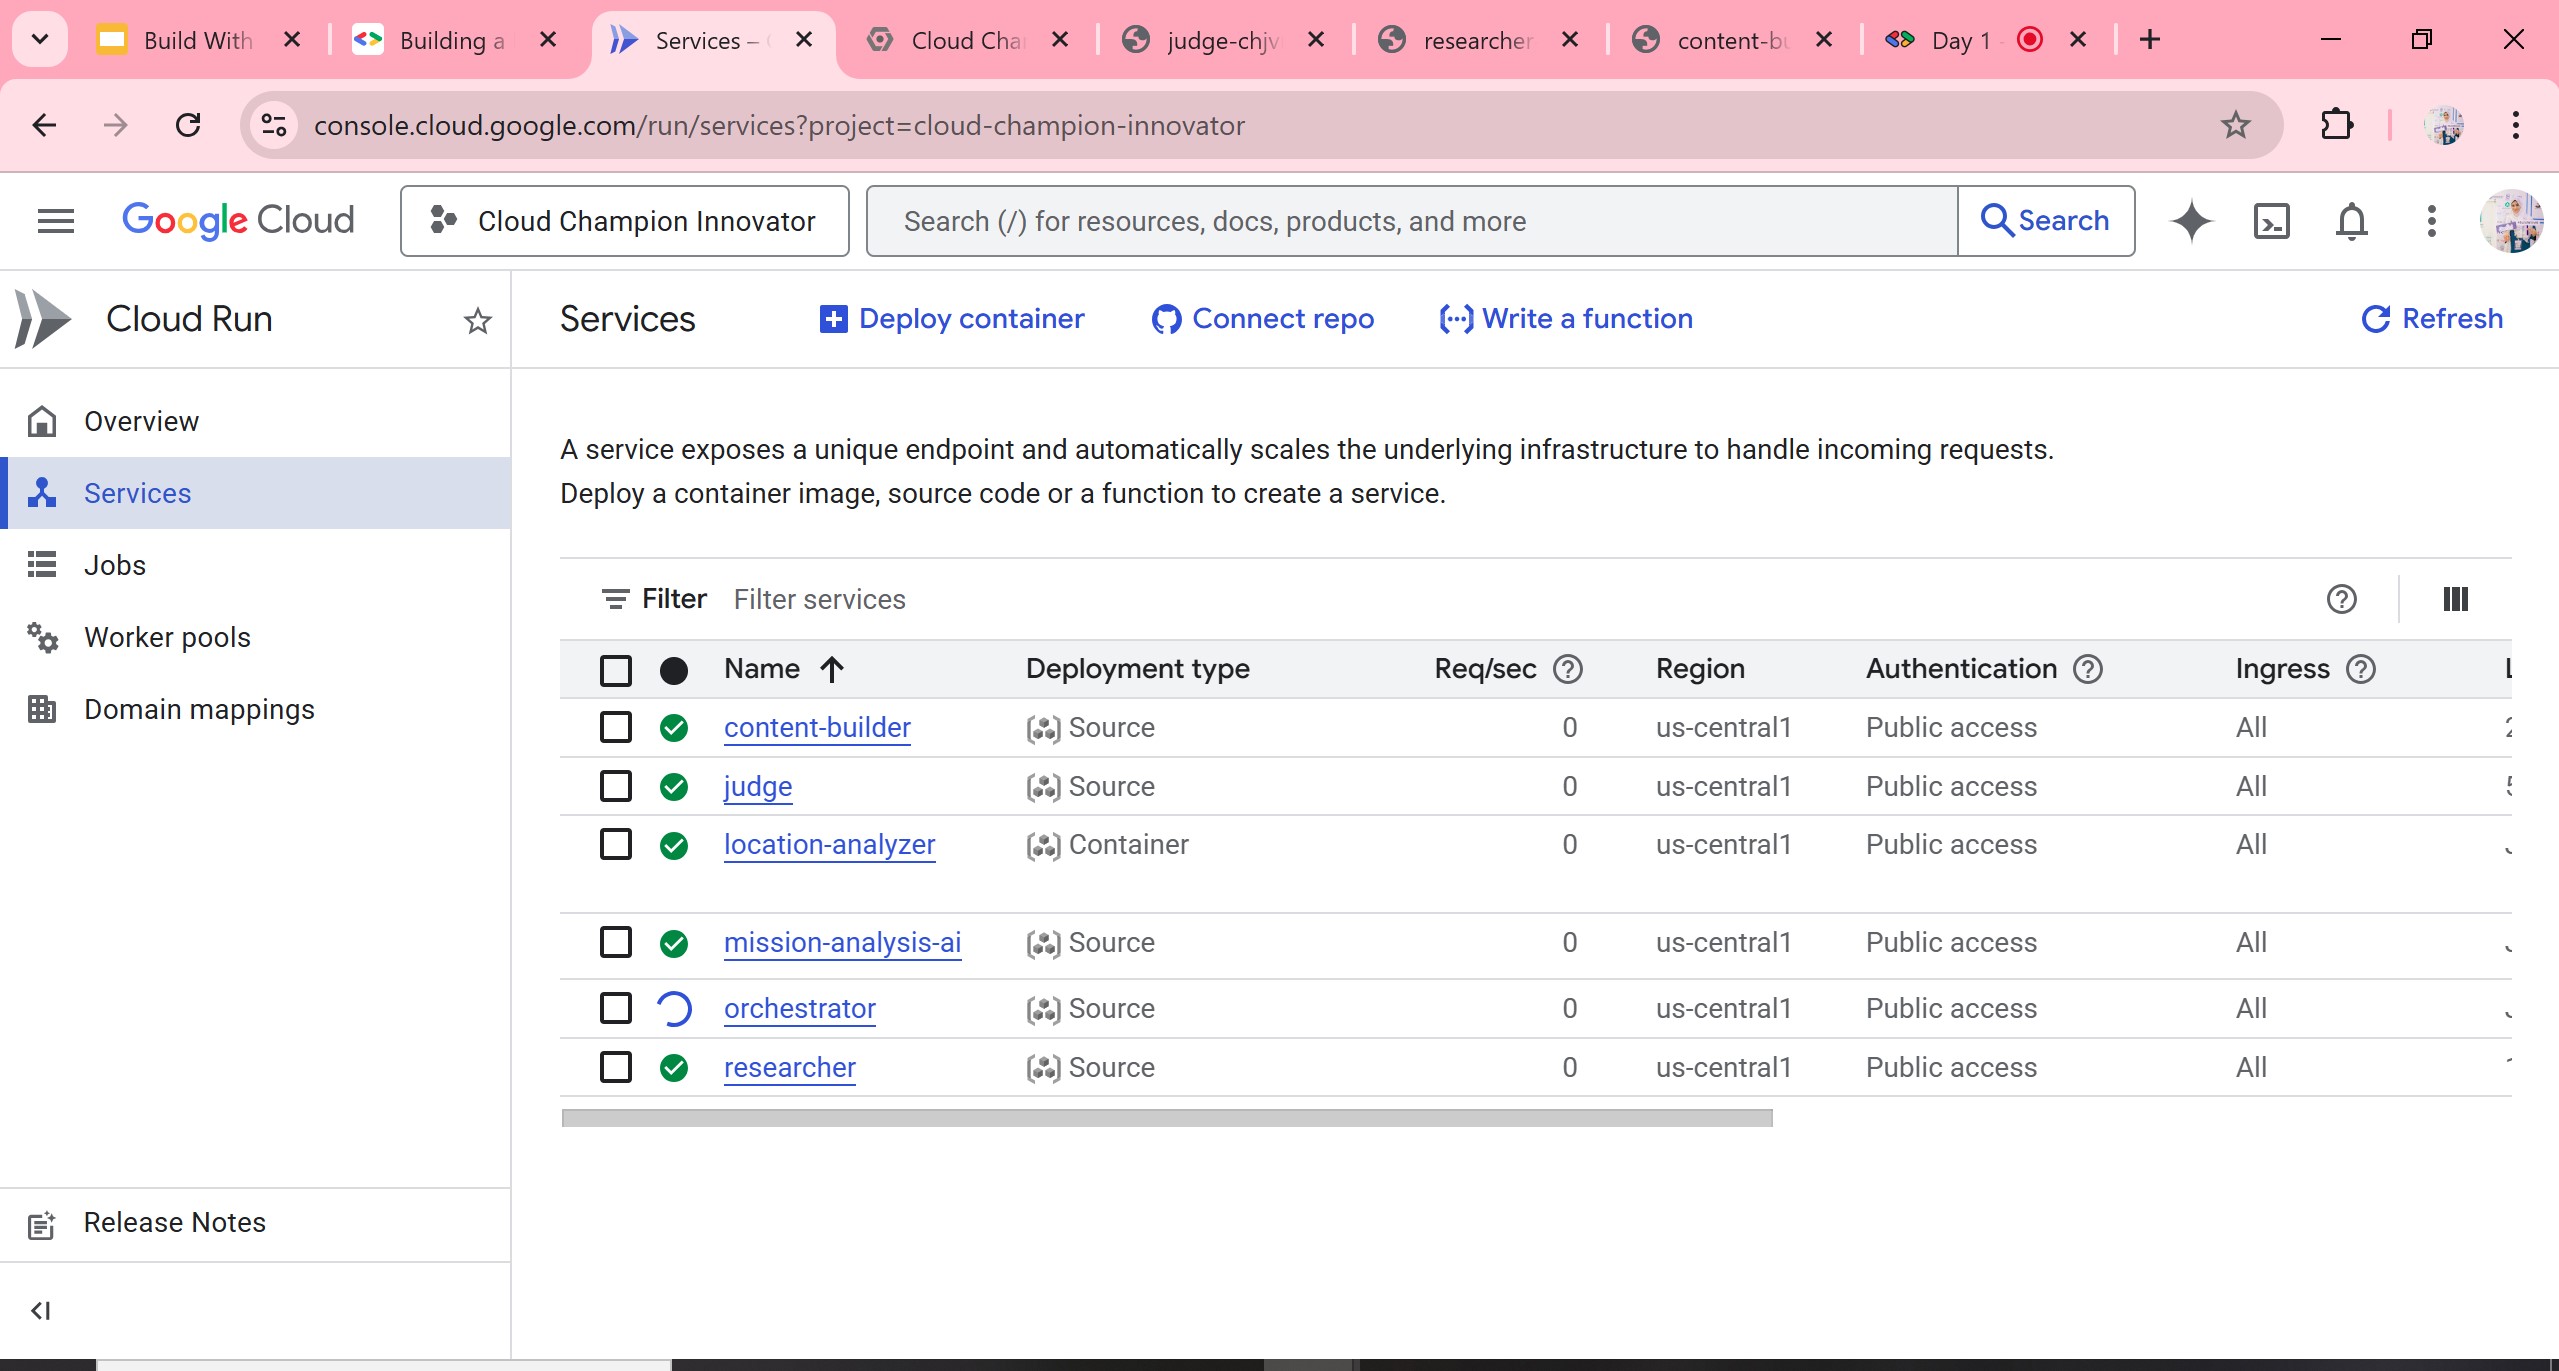 Build With
Building a
Services –
Cloud Cha
judge-chjv
researcher
content-bu
Day 1
console.cloud.google.com/run/services?project=cloud-champion-innovator
Google Cloud
Cloud Champion Innovator
Search (/) for resources, docs, products, and more
Search
Cloud Run
Services
Deploy container
Connect repo
Write a function
Refresh
Overview
Services
Jobs
Worker pools
Domain mappings
Release Notes
A service exposes a unique endpoint and automatically scales the underlying infrastructure to handle incoming requests.
Deploy a container image, source code or a function to create a service.
Filter Filter services
Name Deployment type Req/sec Region Authentication Ingress
content-builder Source 0 us-central1 Public access All
judge Source 0 us-central1 Public access All
location-analyzer Container 0 us-central1 Public access All
mission-analysis-ai Source 0 us-central1 Public access All
orchestrator Source 0 us-central1 Public access All
researcher Source 0 us-central1 Public access All